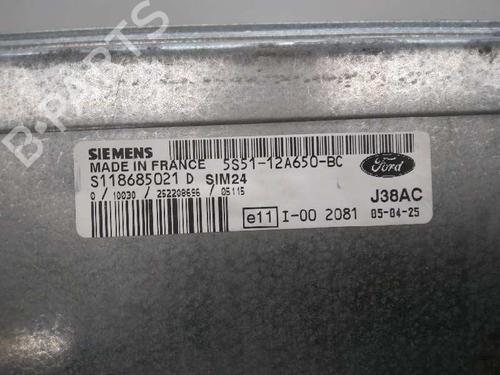 B-PARTS
SIEMENS
MADE IN FRANCE 5S51-12A650-BC
S118685021 D SIM24
0 / 10030 / 262208696 / 05115
Ford
J38AC
e11 I-00 2081 05-04-25